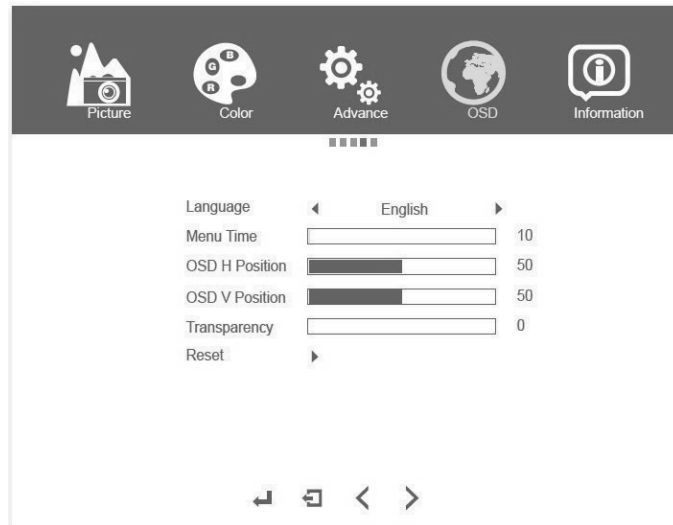 G B R
Picture Color Advance OSD Information
Language English
Menu Time 10
OSD H Position 50
OSD V Position 50
Transparency 0
Reset